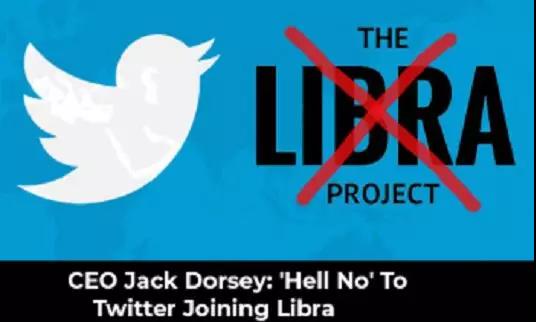 THE
LIBRA
PROJECT
CEO Jack Dorsey: 'Hell No' To
Twitter Joining Libra